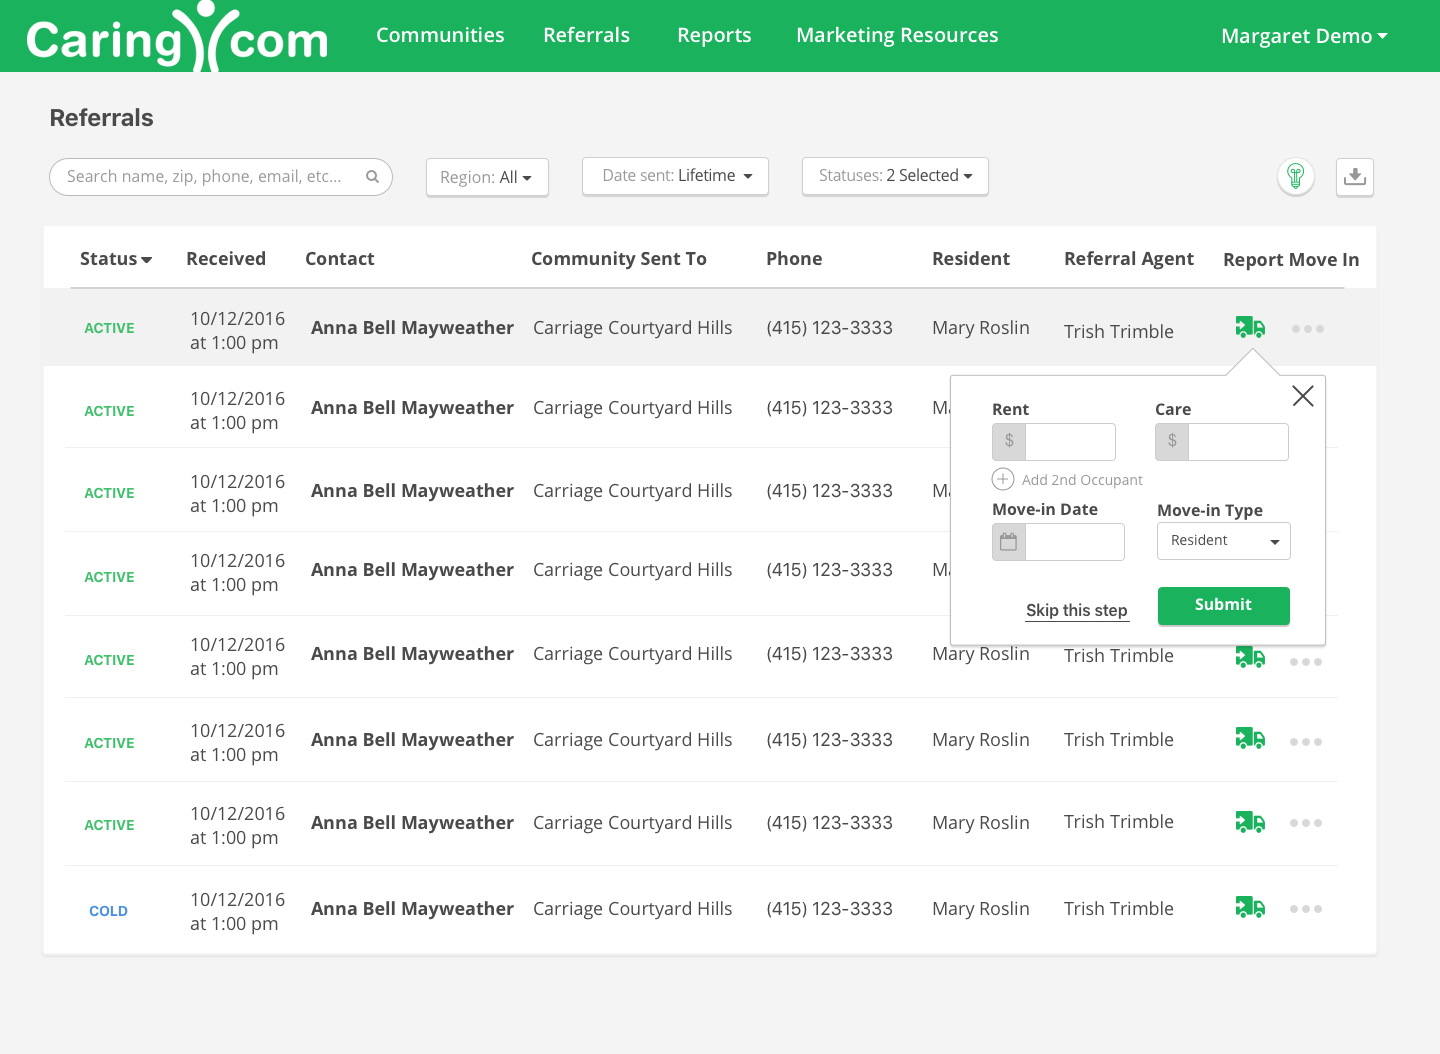 Caring.com
Communities
Referrals
Reports
Marketing Resources
Margaret Demo
Referrals
Search name, zip, phone, email, etc...
Region: All
Date sent: Lifetime
Statuses: 2 Selected
Status
Received
Contact
Community Sent To
Phone
Resident
Referral Agent
Report Move In
ACTIVE
10/12/2016
at 1:00 pm
Anna Bell Mayweather
Carriage Courtyard Hills
(415) 123-3333
Mary Roslin
Trish Trimble
ACTIVE
10/12/2016
at 1:00 pm
Anna Bell Mayweather
Carriage Courtyard Hills
(415) 123-3333
ACTIVE
10/12/2016
at 1:00 pm
Anna Bell Mayweather
Carriage Courtyard Hills
(415) 123-3333
ACTIVE
10/12/2016
at 1:00 pm
Anna Bell Mayweather
Carriage Courtyard Hills
(415) 123-3333
Rent
Care
$
$
Add 2nd Occupant
Move-in Date
Move-in Type
Resident
Skip this step
Submit
ACTIVE
10/12/2016
at 1:00 pm
Anna Bell Mayweather
Carriage Courtyard Hills
(415) 123-3333
Mary Roslin
Trish Trimble
ACTIVE
10/12/2016
at 1:00 pm
Anna Bell Mayweather
Carriage Courtyard Hills
(415) 123-3333
Mary Roslin
Trish Trimble
ACTIVE
10/12/2016
at 1:00 pm
Anna Bell Mayweather
Carriage Courtyard Hills
(415) 123-3333
Mary Roslin
Trish Trimble
COLD
10/12/2016
at 1:00 pm
Anna Bell Mayweather
Carriage Courtyard Hills
(415) 123-3333
Mary Roslin
Trish Trimble